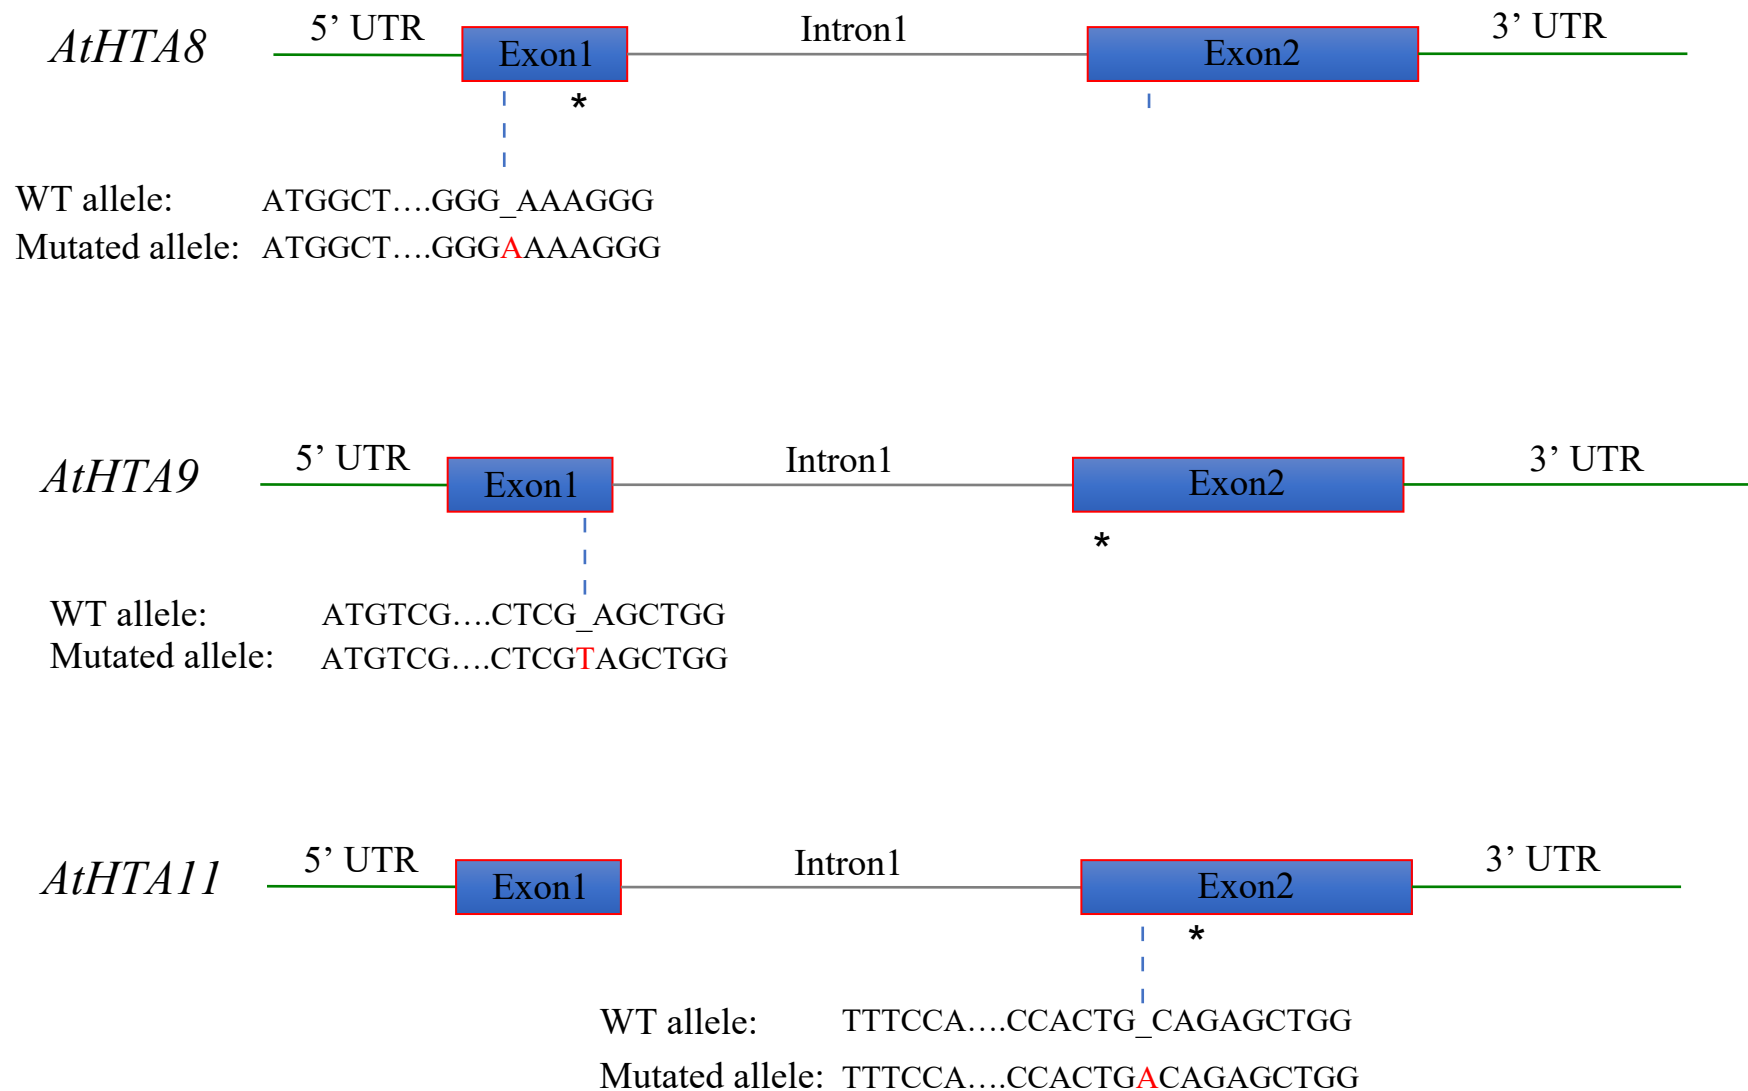 AtHTA8 5’ UTR Exon1 Intron1 Exon2 3’ UTR
*
WT allele: ATGGCT....GGG_AAAGGG
Mutated allele: ATGGCT....GGGAAAAGGG
AtHTA9 5’ UTR Exon1 Intron1 Exon2 3’ UTR
*
WT allele: ATGTCG....CTCG_AGCTGG
Mutated allele: ATGTCG....CTCGTAGCTGG
AtHTA11 5’ UTR Exon1 Intron1 Exon2 3’ UTR
*
WT allele: TTTCCA....CCACTG_CAGAGCTGG
Mutated allele: TTTCCA....CCACTGACAGAGCTGG